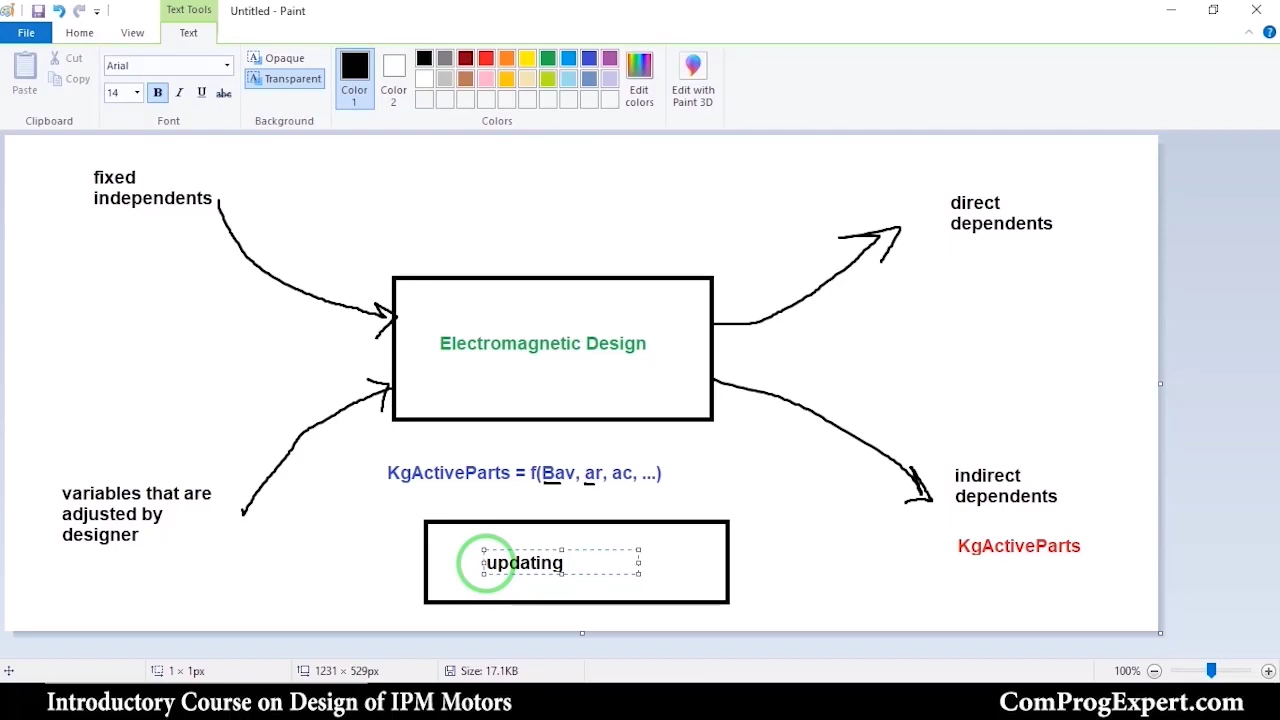 Text Tools
Untitled - Paint
File
Home
View
Text
Paste
Cut
Copy
Clipboard
Arial
14
B
I
U
abc
Font
Opaque
Transparent
Background
Color 1
Color 2
Edit colors
Colors
Edit with Paint 3D
fixed
independents
direct
dependents
Electromagnetic Design
KgActiveParts = f(Bav, ar, ac, ...)
variables that are
adjusted by
designer
indirect
dependents
KgActiveParts
updating
1 × 1px
1231 × 529px
Size: 17.1KB
100%
Introductory Course on Design of IPM Motors
ComProgExpert.com